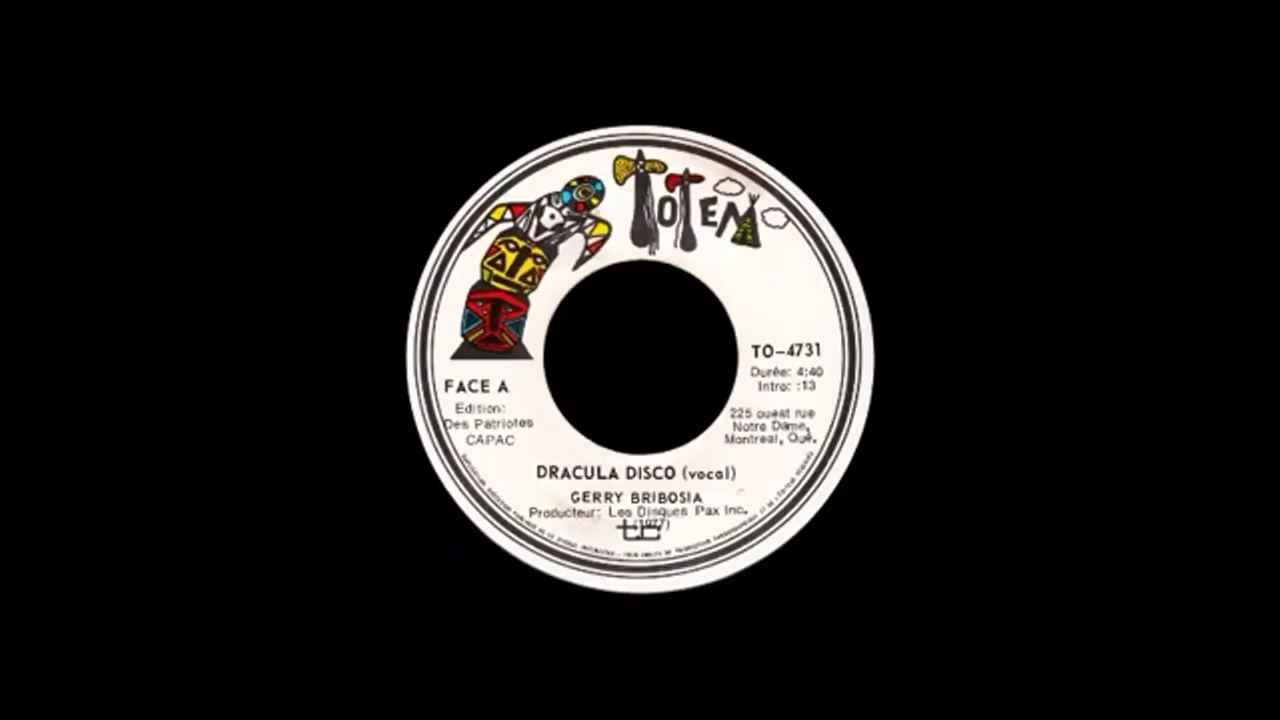 TOTEM
TO-4731
Durée: 4:40
Intro: :13
FACE A
Edition:
Des Patriotes
CAPAC
225 ouest rue
Notre Dame,
Montreal, Qué.
DRACULA DISCO (vocal)
GERRY BRIBOSIA
Producteur: Les Disques Pax Inc.
(1977)